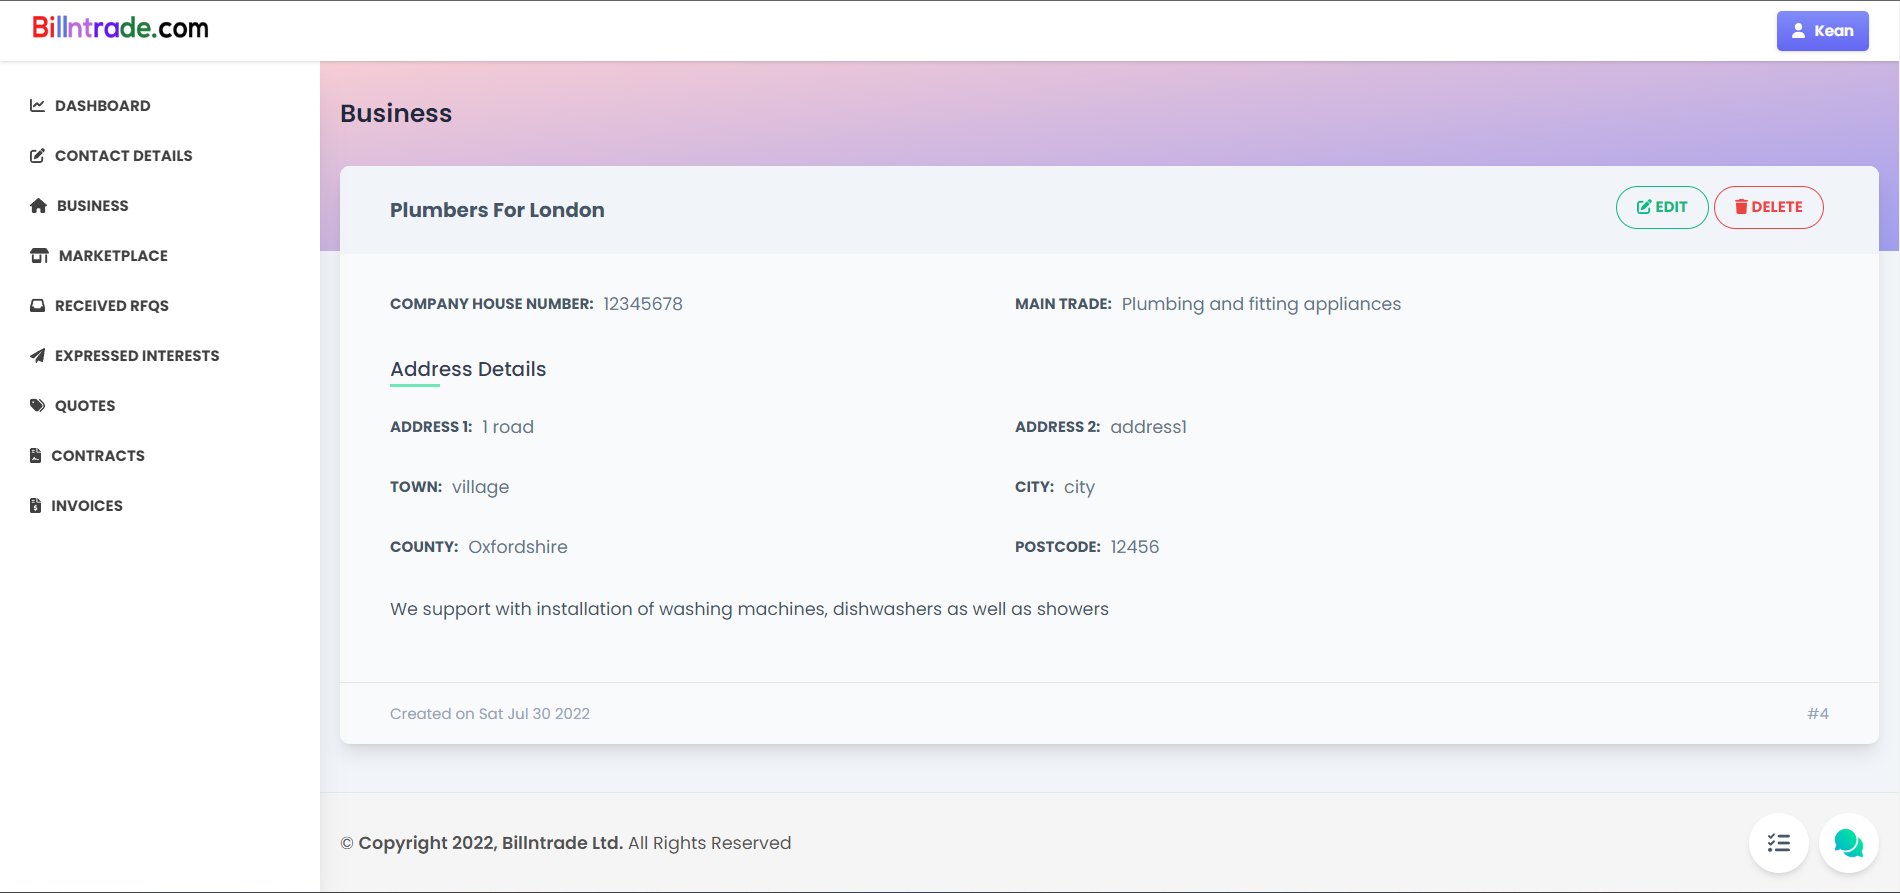 Billntrade.com
Kean
DASHBOARD
CONTACT DETAILS
BUSINESS
MARKETPLACE
RECEIVED RFQS
EXPRESSED INTERESTS
QUOTES
CONTRACTS
INVOICES
Business
Plumbers For London
EDIT
DELETE
COMPANY HOUSE NUMBER: 12345678
MAIN TRADE: Plumbing and fitting appliances
Address Details
ADDRESS 1: 1 road
ADDRESS 2: address1
TOWN: village
CITY: city
COUNTY: Oxfordshire
POSTCODE: 12456
We support with installation of washing machines, dishwashers as well as showers
Created on Sat Jul 30 2022
#4
© Copyright 2022, Billntrade Ltd. All Rights Reserved